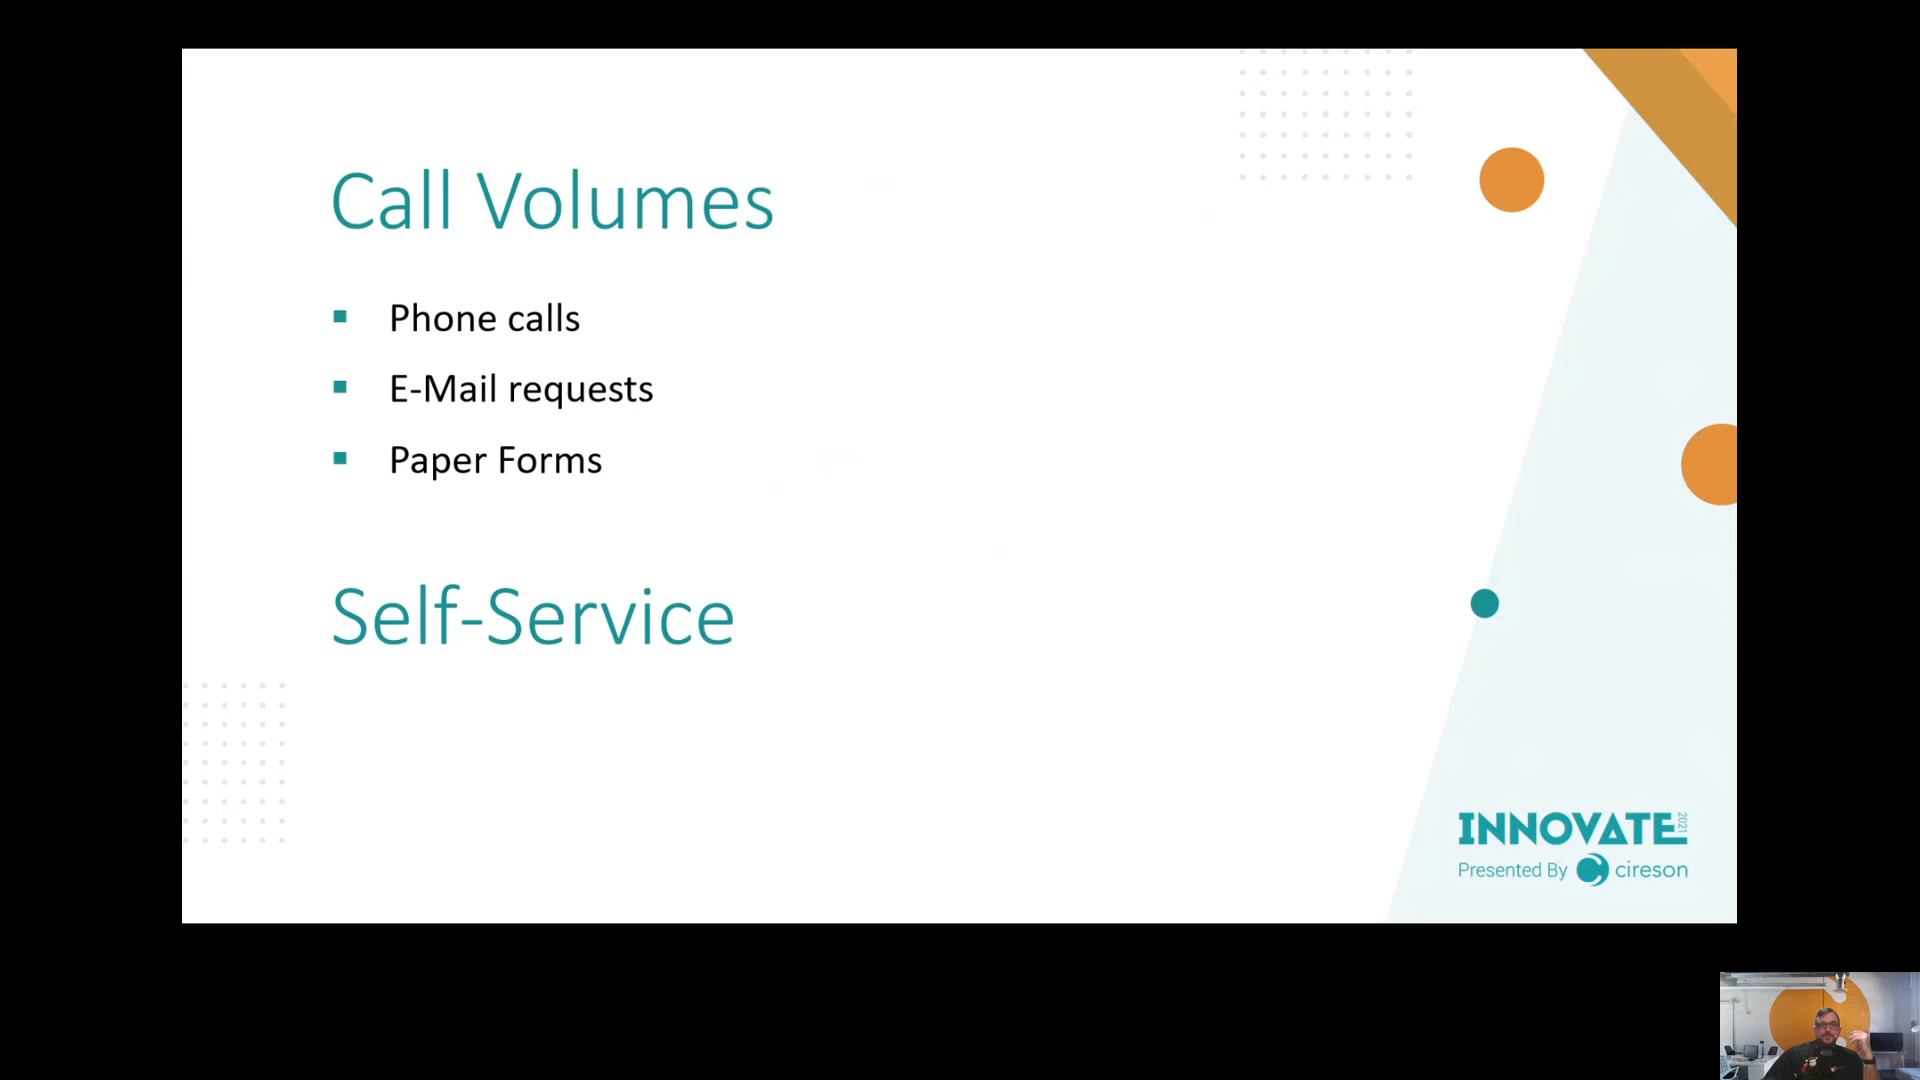 Call Volumes
Phone calls
E-Mail requests
Paper Forms
Self-Service
INNOVATE 2021
Presented By cireson